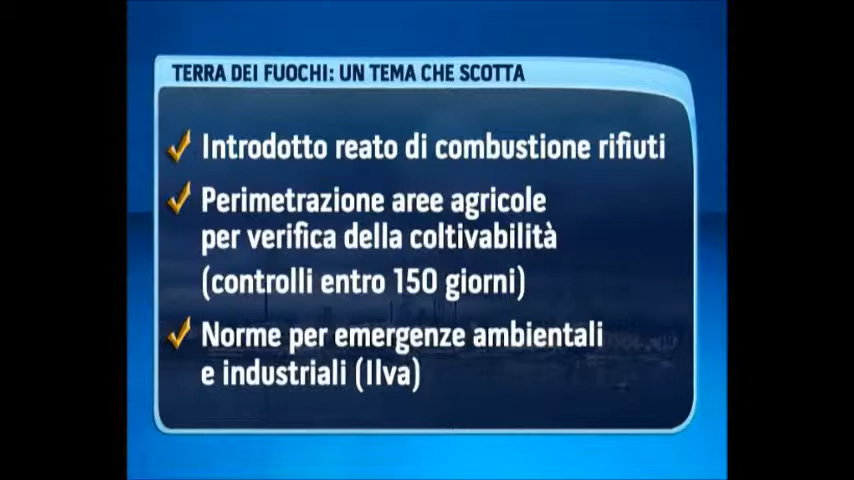 TERRA DEI FUOCHI: UN TEMA CHE SCOTTA
Introdotto reato di combustione rifiuti
Perimetrazione aree agricole
per verifica della coltivabilità
(controlli entro 150 giorni)
Norme per emergenze ambientali
e industriali (Ilva)